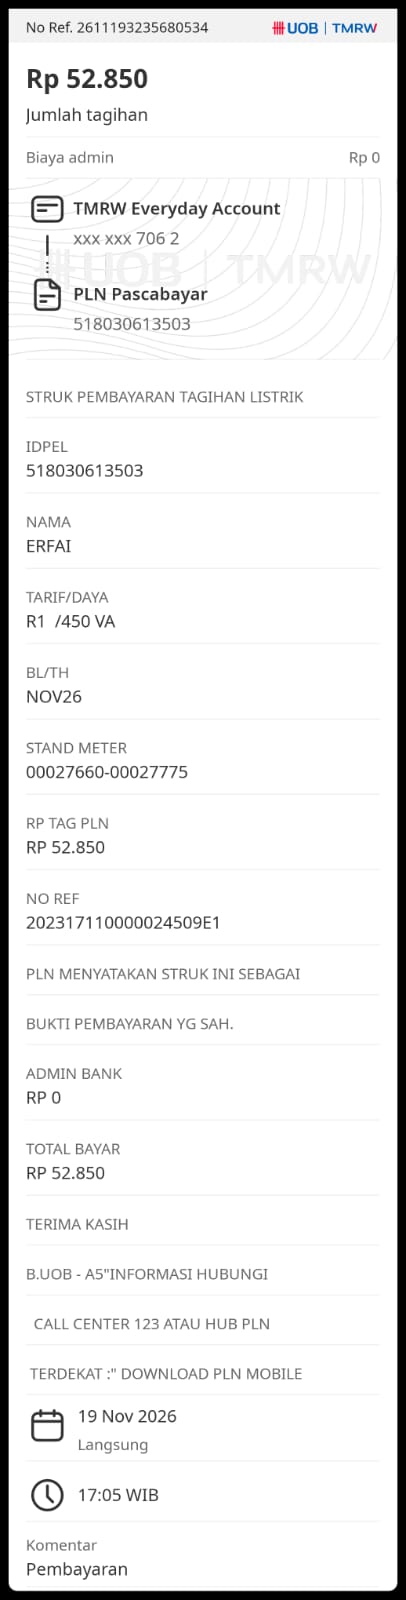 No Ref. 2611193235680534
UOB | TMRW
Rp 52.850
Jumlah tagihan
Biaya admin Rp 0
TMRW Everyday Account
xxx xxx 706 2
UOB | TMRW
PLN Pascabayar
518030613503
STRUK PEMBAYARAN TAGIHAN LISTRIK
IDPEL
518030613503
NAMA
ERFAI
TARIF/DAYA
R1  /450 VA
BL/TH
NOV26
STAND METER
00027660-00027775
RP TAG PLN
RP 52.850
NO REF
202317110000024509E1
PLN MENYATAKAN STRUK INI SEBAGAI
BUKTI PEMBAYARAN YG SAH.
ADMIN BANK
RP 0
TOTAL BAYAR
RP 52.850
TERIMA KASIH
B.UOB - A5"INFORMASI HUBUNGI
CALL CENTER 123 ATAU HUB PLN
TERDEKAT :" DOWNLOAD PLN MOBILE
19 Nov 2026
Langsung
17:05 WIB
Komentar
Pembayaran